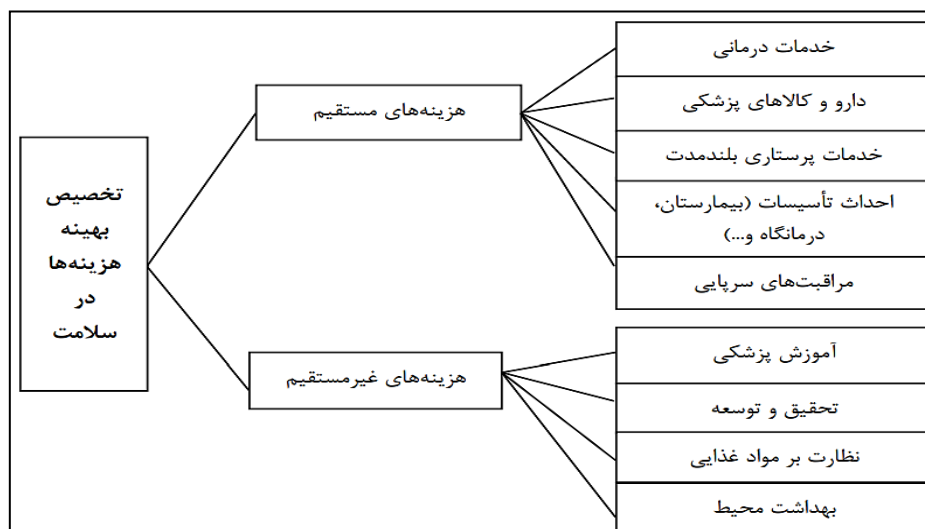 تخصیص
بهینه
هزینه‌ها
در
سلامت
هزینه‌های مستقیم
خدمات درمانی
دارو و کالاهای پزشکی
خدمات پرستاری بلندمدت
احداث تأسیسات (بیمارستان،
درمانگاه و...)
مراقبت‌های سرپایی
هزینه‌های غیرمستقیم
آموزش پزشکی
تحقیق و توسعه
نظارت بر مواد غذایی
بهداشت محیط